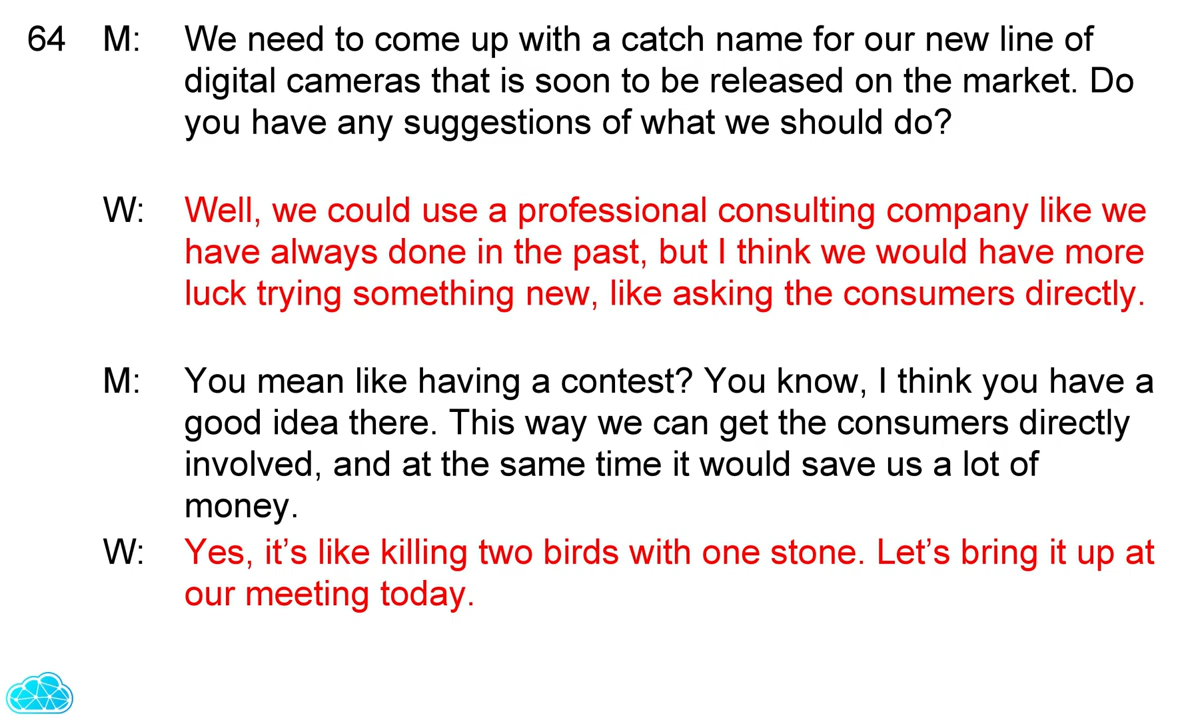 64 M: We need to come up with a catch name for our new line of
digital cameras that is soon to be released on the market. Do
you have any suggestions of what we should do?
W: Well, we could use a professional consulting company like we
have always done in the past, but I think we would have more
luck trying something new, like asking the consumers directly.
M: You mean like having a contest? You know, I think you have a
good idea there. This way we can get the consumers directly
involved, and at the same time it would save us a lot of
money.
W: Yes, it’s like killing two birds with one stone. Let’s bring it up at
our meeting today.